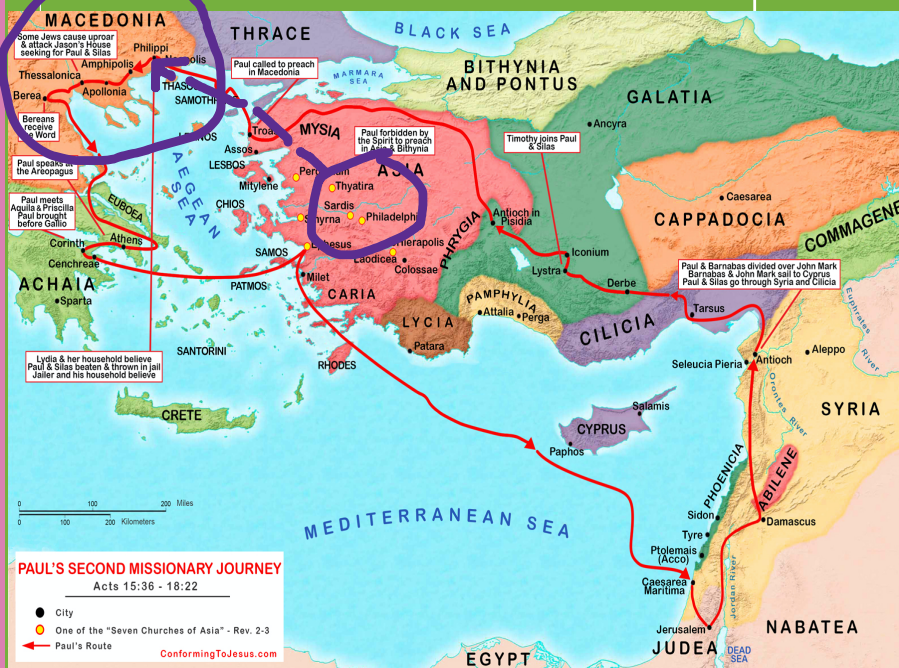 MACEDONIA
Some Jews cause uproar
& attack Jason's House
seeking for Paul & Silas
Philippi
Amphipolis
Thessalonica
Apollonia
Berea
Bereans
receive
Word
Paul speaks at
the Areopagus
Paul meets
Aquila & Priscilla
Paul brought
before Gallio
Corinth
Athens
Cenchreae
EUBOEA
ACHAIA
Sparta
Lydia & her household believe
Paul & Silas beaten & thrown in jail
Jailer and his household believe
THRACE
Paul called to preach
in Macedonia
BLACK SEA
MARMARA
SEA
BITHYNIA
AND PONTUS
GALATIA
Ancyra
MYSIA
Assos
LESBOS
Mitylene
CHIOS
AEGEAN
SEA
SAMOS
PATMOS
Paul forbidden by
the Spirit to preach
in Asia & Bithynia
ASIA
Thyatira
Sardis
Laodicea
Colossae
Milet
CARIA
PHRYGIA
Antioch in
Pisidia
Timothy joins Paul
& Silas
Iconium
Lystra
Derbe
CAPPADOCIA
Caesarea
COMMAGENE
Paul & Barnabas divided over John Mark
Barnabas & John Mark sail to Cyprus
Paul & Silas go through Syria and Cilicia
Tarsus
CILICIA
PAMPHYLIA
Attalia
Perga
LYCIA
Patara
RHODES
SANTORINI
CRETE
Seleucia Pieria
Antioch
Aleppo
Euphrates
River
Orontes River
SYRIA
Salamis
CYPRUS
Paphos
PHOENICIA
ABILENE
Sidon
Damascus
Tyre
Ptolemais
(Acco)
Caesarea
Maritima
Jordan River
Jerusalem
JUDEA
DEAD
SEA
NABATEA
EGYPT
MEDITERRANEAN SEA
0 100 200 Miles
0 100 200 Kilometers
PAUL'S SECOND MISSIONARY JOURNEY
Acts 15:36 - 18:22
City
One of the "Seven Churches of Asia" - Rev. 2-3
Paul's Route
ConformingToJesus.com